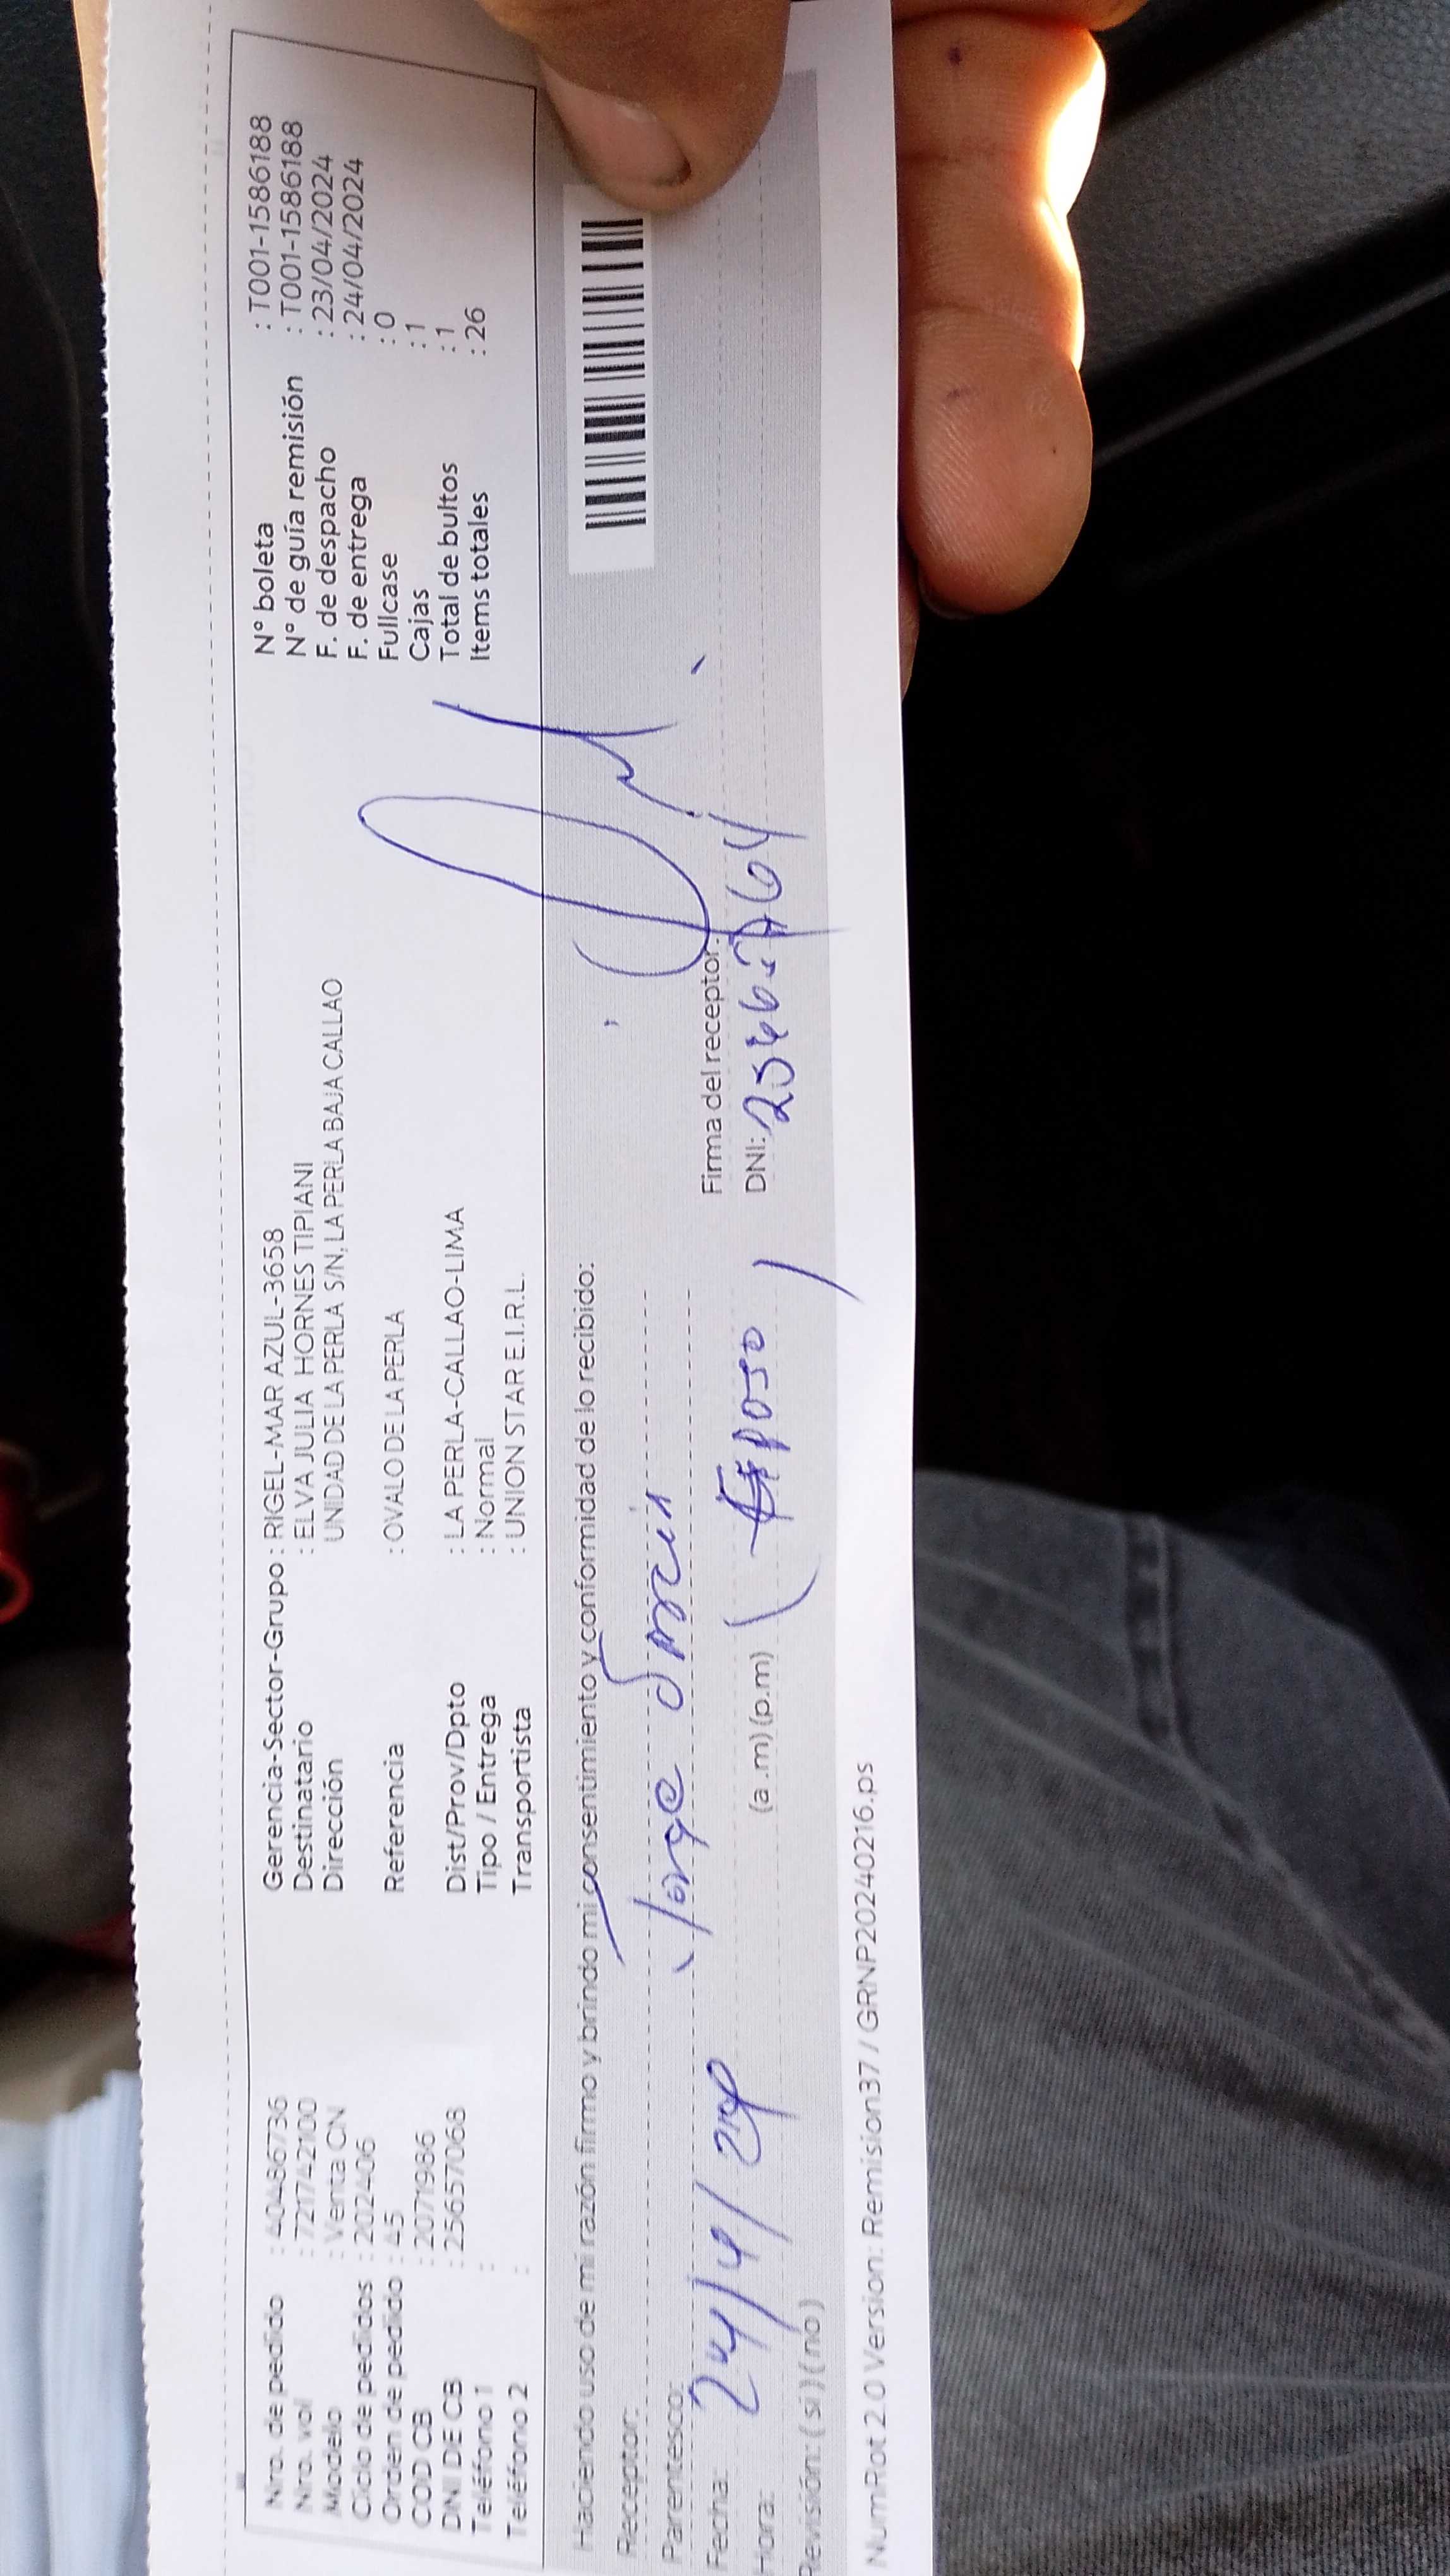 Nro. de pedido : 40486736
Nro. vol : 721742100
Modelo : Venta CN
Ciclo de pedidos : 202406
Orden de pedido : 45
COD CB : 2071986
DNI DE CB : 25657068
Teléfono 1 :
Teléfono 2 :
Gerencia-Sector-Grupo : RIGEL-MAR AZUL-3658
Destinatario : ELVA JULIA HORNES TIPIANI
Dirección UNIDAD DE LA PERLA S/N, LA PERLA BAJA CALLAO
Referencia : OVALO DE LA PERLA
Dist/Prov/Dpto : LA PERLA-CALLAO-LIMA
Tipo / Entrega : Normal
Transportista : UNION STAR E.I.R.L.
N° boleta : T001-1586188
N° de guía remisión : T001-1586188
F. de despacho : 23/04/2024
F. de entrega : 24/04/2024
Fullcase : 0
Cajas : 1
Total de bultos : 1
Items totales : 26
Haciendo uso de mi razón firmo y brindo mi consentimiento y conformidad de lo recibido:
Receptor: Jorge
Parentesco:
Fecha: 24/4/
Hora: (a.m) (p.m) (Esposo)
Revisión: ( si ) ( no )
Firma del receptor:
DNI:
NumRot 2.0 Version: Remision37 / GRNP20240216.ps